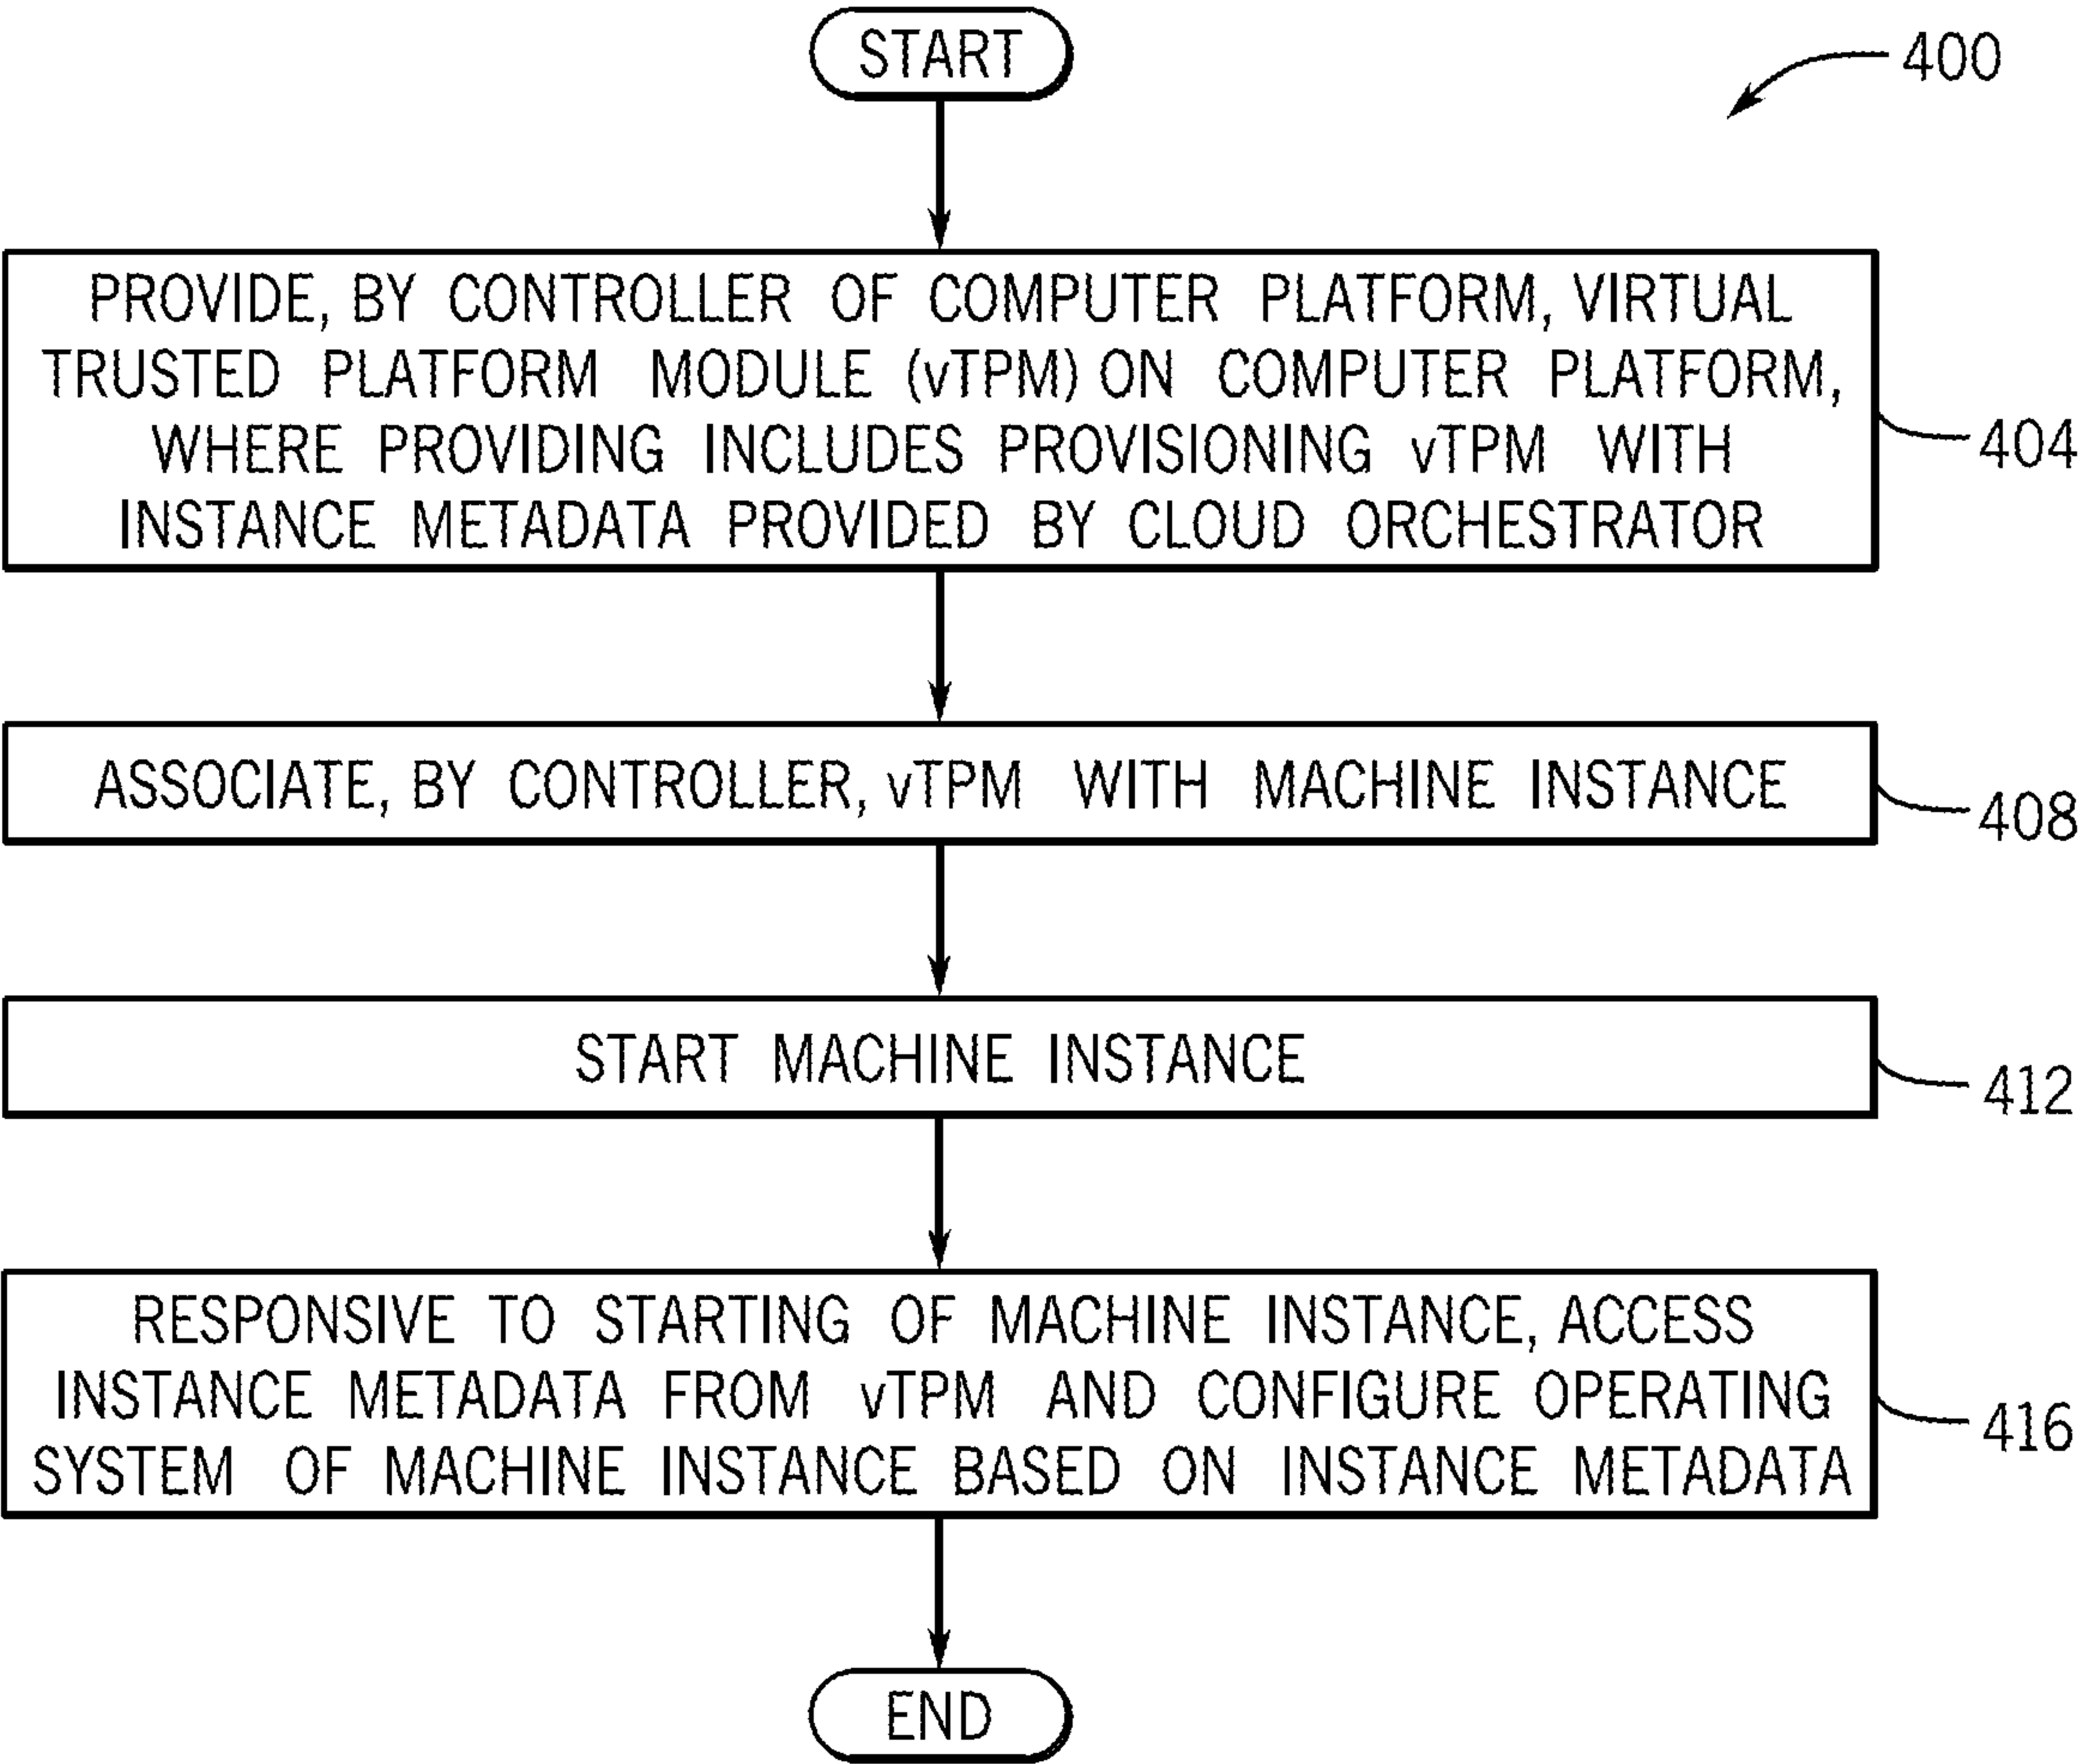 START
400
PROVIDE, BY CONTROLLER OF COMPUTER PLATFORM, VIRTUAL
TRUSTED PLATFORM MODULE (vTPM) ON COMPUTER PLATFORM,
WHERE PROVIDING INCLUDES PROVISIONING vTPM WITH
INSTANCE METADATA PROVIDED BY CLOUD ORCHESTRATOR
404
ASSOCIATE, BY CONTROLLER, vTPM WITH MACHINE INSTANCE
408
START MACHINE INSTANCE
412
RESPONSIVE TO STARTING OF MACHINE INSTANCE, ACCESS
INSTANCE METADATA FROM vTPM AND CONFIGURE OPERATING
SYSTEM OF MACHINE INSTANCE BASED ON INSTANCE METADATA
416
END